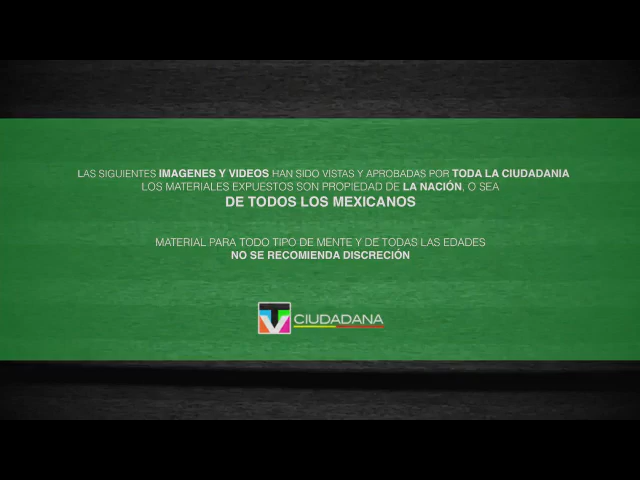 LAS SIGUIENTES IMAGENES Y VIDEOS HAN SIDO VISTAS Y APROBADAS POR TODA LA CIUDADANIA
LOS MATERIALES EXPUESTOS SON PROPIEDAD DE LA NACIÓN, O SEA
DE TODOS LOS MEXICANOS
MATERIAL PARA TODO TIPO DE MENTE Y DE TODAS LAS EDADES
NO SE RECOMIENDA DISCRECIÓN
TV CIUDADANA